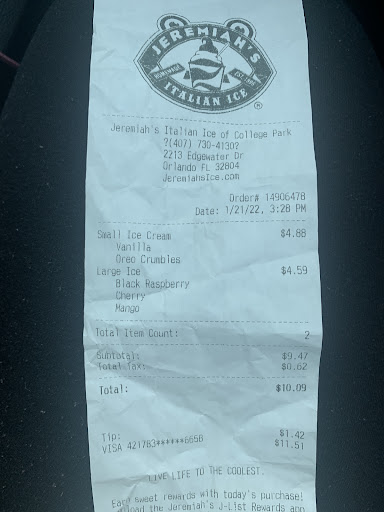 JEREMIAH'S
HOMEMADE
ITALIAN ICE
®
Jeremiah's Italian Ice of College Park
?(407) 730-4130?
2213 Edgewater Dr
Orlando FL 32804
JeremiahsIce.com
Order# 14906478
Date: 1/21/22, 3:28 PM
Small Ice Cream $4.88
Vanilla
Oreo Crumbles
Large Ice $4.59
Black Raspberry
Cherry
Mango
Total Item Count: 2
Subtotal: $9.47
Total Tax: $0.62
Total: $10.09
Tip: $1.42
VISA 421783******6658 $11.51
LIVE LIFE TO THE COOLEST.
Earn sweet rewards with today's purchase!
the Jeremiah's J-List Rewards app